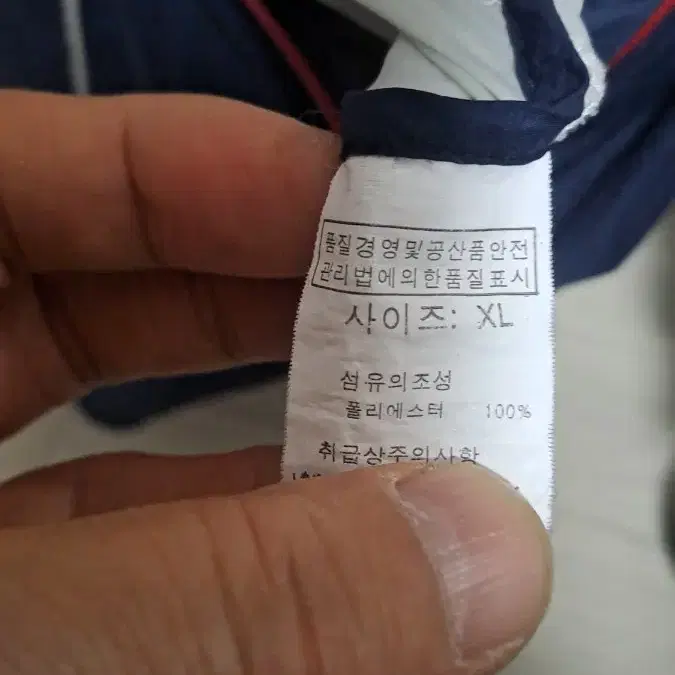 품질경영및공산품안전
관리법에의한품질표시
사이즈: XL
섬유의조성
폴리에스터 100%
취급상주의사항